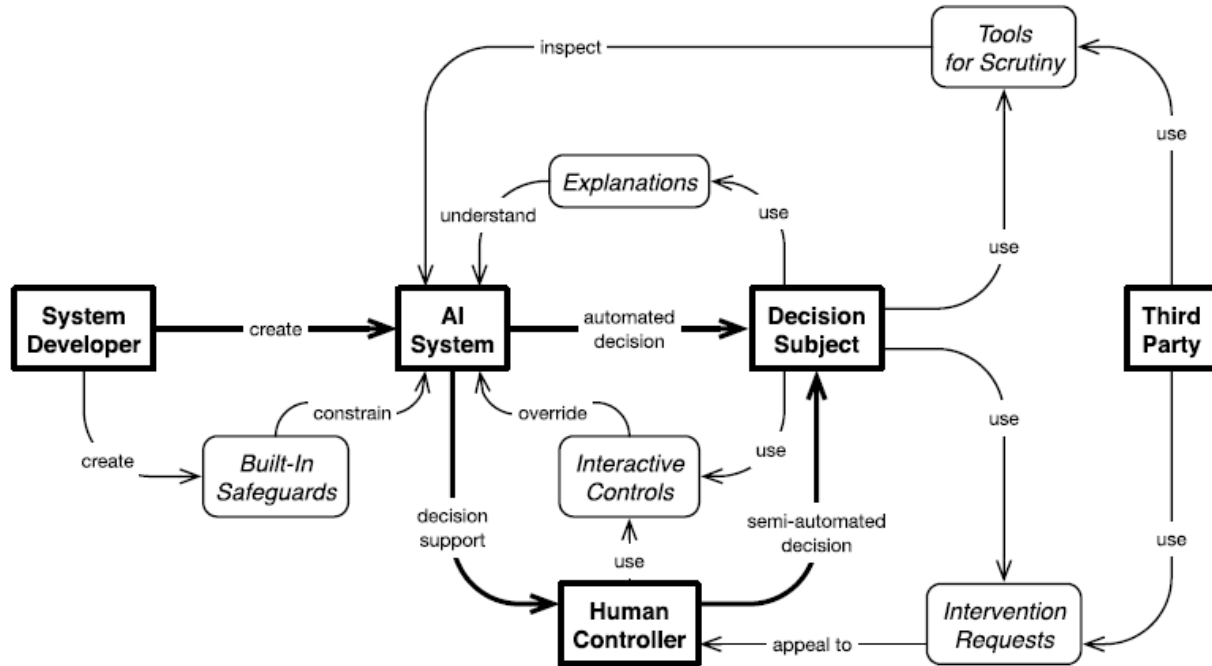 Tools
for Scrutiny
inspect
use
Explanations
understand
use
use
System
Developer
create
AI
System
automated
decision
Decision
Subject
Third
Party
constrain
override
use
create
Built-In
Safeguards
Interactive
Controls
use
decision
support
semi-automated
decision
use
use
Human
Controller
appeal to
Intervention
Requests